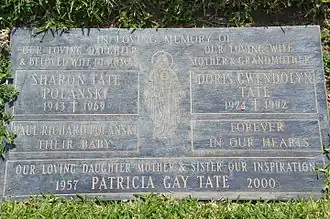 IN LOVING MEMORY OF
OUR LOVING DAUGHTER
& BELOVED WIFE OF ROMAN
SHARON TATE
POLANSKI
1943 † 1969
PAUL RICHARD POLANSKI
THEIR BABY
OUR LOVING WIFE
MOTHER & GRANDMOTHER
DORIS GWENDOLYN
TATE
1924 † 1992
FOREVER
IN OUR HEARTS
OUR LOVING DAUGHTER MOTHER & SISTER OUR INSPIRATION
1957 PATRICIA GAY TATE 2000